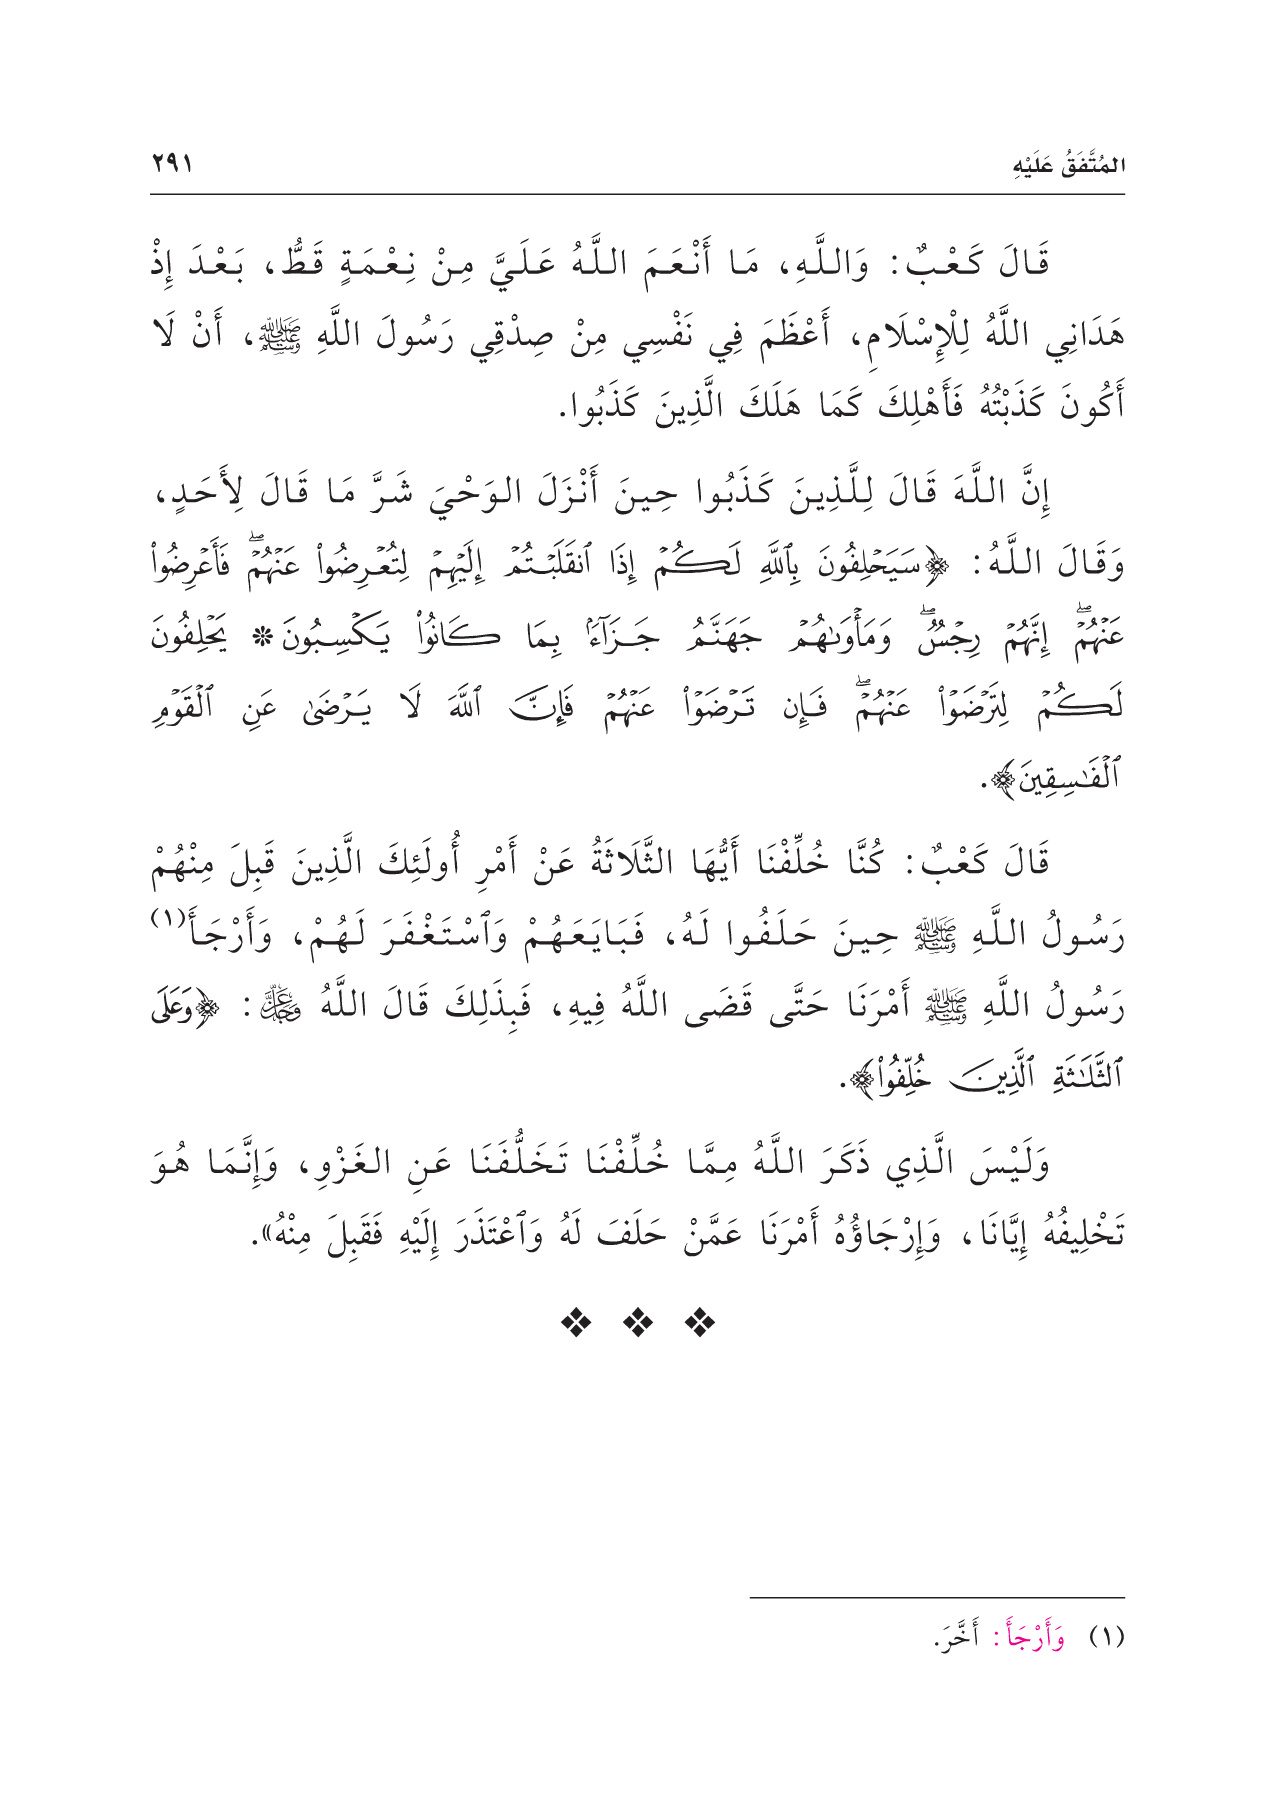 المُتَّفَقُ عَلَيْهِ ٢٩١
قَالَ كَعْبٌ: وَاللَّهِ، مَا أَنْعَمَ اللَّهُ عَلَيَّ مِنْ نِعْمَةٍ قَطُّ، بَعْدَ إِذْ
هَدَانِي اللَّهُ لِلْإِسْلَامِ، أَعْظَمَ فِي نَفْسِي مِنْ صِدْقِي رَسُولَ اللَّهِ ﷺ، أَنْ لَا
أَكُونَ كَذَبْتُهُ فَأَهْلِكَ كَمَا هَلَكَ الَّذِينَ كَذَبُوا.
إِنَّ اللَّهَ قَالَ لِلَّذِينَ كَذَبُوا حِينَ أَنْزَلَ الوَحْيَ شَرَّ مَا قَالَ لِأَحَدٍ،
وَقَالَ اللَّهُ: ﴿سَيَحْلِفُونَ بِٱللَّهِ لَكُمْ إِذَا ٱنقَلَبْتُمْ إِلَيْهِمْ لِتُعْرِضُوا۟ عَنْهُمْ ۖ فَأَعْرِضُوا۟
عَنْهُمْ ۖ إِنَّهُمْ رِجْسٌ ۖ وَمَأْوَىٰهُمْ جَهَنَّمُ جَزَآءًۢ بِمَا كَانُوا۟ يَكْسِبُونَ * يَحْلِفُونَ
لَكُمْ لِتَرْضَوْا۟ عَنْهُمْ ۖ فَإِن تَرْضَوْا۟ عَنْهُمْ فَإِنَّ ٱللَّهَ لَا يَرْضَىٰ عَنِ ٱلْقَوْمِ
ٱلْفَـٰسِقِينَ﴾.
قَالَ كَعْبٌ: كُنَّا خُلِّفْنَا أَيُّهَا الثَّلَاثَةُ عَنْ أَمْرِ أُولَئِكَ الَّذِينَ قَبِلَ مِنْهُمْ
رَسُولُ اللَّهِ ﷺ حِينَ حَلَفُوا لَهُ، فَبَايَعَهُمْ وَٱسْتَغْفَرَ لَهُمْ، وَأَرْجَأَ(١)
رَسُولُ اللَّهِ ﷺ أَمْرَنَا حَتَّى قَضَى اللَّهُ فِيهِ، فَبِذَلِكَ قَالَ اللَّهُ عَزَّ وَجَلَّ: ﴿وَعَلَى
ٱلثَّلَـٰثَةِ ٱلَّذِينَ خُلِّفُوا۟﴾.
وَلَيْسَ الَّذِي ذَكَرَ اللَّهُ مِمَّا خُلِّفْنَا تَخَلُّفَنَا عَنِ الغَزْوِ، وَإِنَّمَا هُوَ
تَخْلِيفُهُ إِيَّانَا، وَإِرْجَاؤُهُ أَمْرَنَا عَمَّنْ حَلَفَ لَهُ وَٱعْتَذَرَ إِلَيْهِ فَقَبِلَ مِنْهُ».
(١) وَأَرْجَأَ: أَخَّرَ.